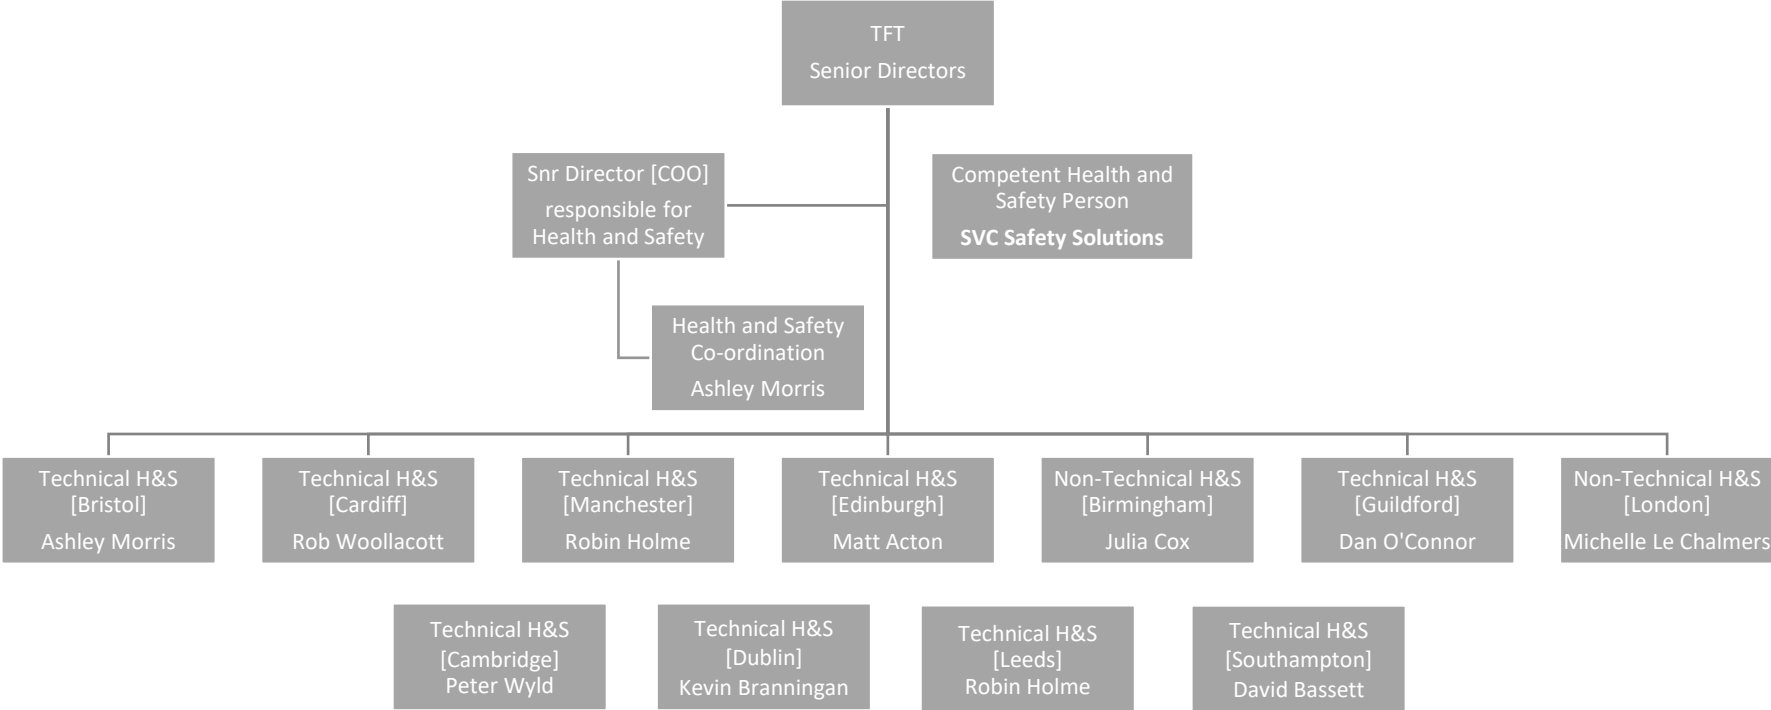 TFT
Senior Directors
Snr Director [COO]
responsible for
Health and Safety
Competent Health and
Safety Person
SVC Safety Solutions
Health and Safety
Co-ordination
Ashley Morris
Technical H&S
[Bristol]
Ashley Morris
Technical H&S
[Cardiff]
Rob Woollacott
Technical H&S
[Manchester]
Robin Holme
Technical H&S
[Edinburgh]
Matt Acton
Non-Technical H&S
[Birmingham]
Julia Cox
Technical H&S
[Guildford]
Dan O'Connor
Non-Technical H&S
[London]
Michelle Le Chalmers
Technical H&S
[Cambridge]
Peter Wyld
Technical H&S
[Dublin]
Kevin Branningan
Technical H&S
[Leeds]
Robin Holme
Technical H&S
[Southampton]
David Bassett